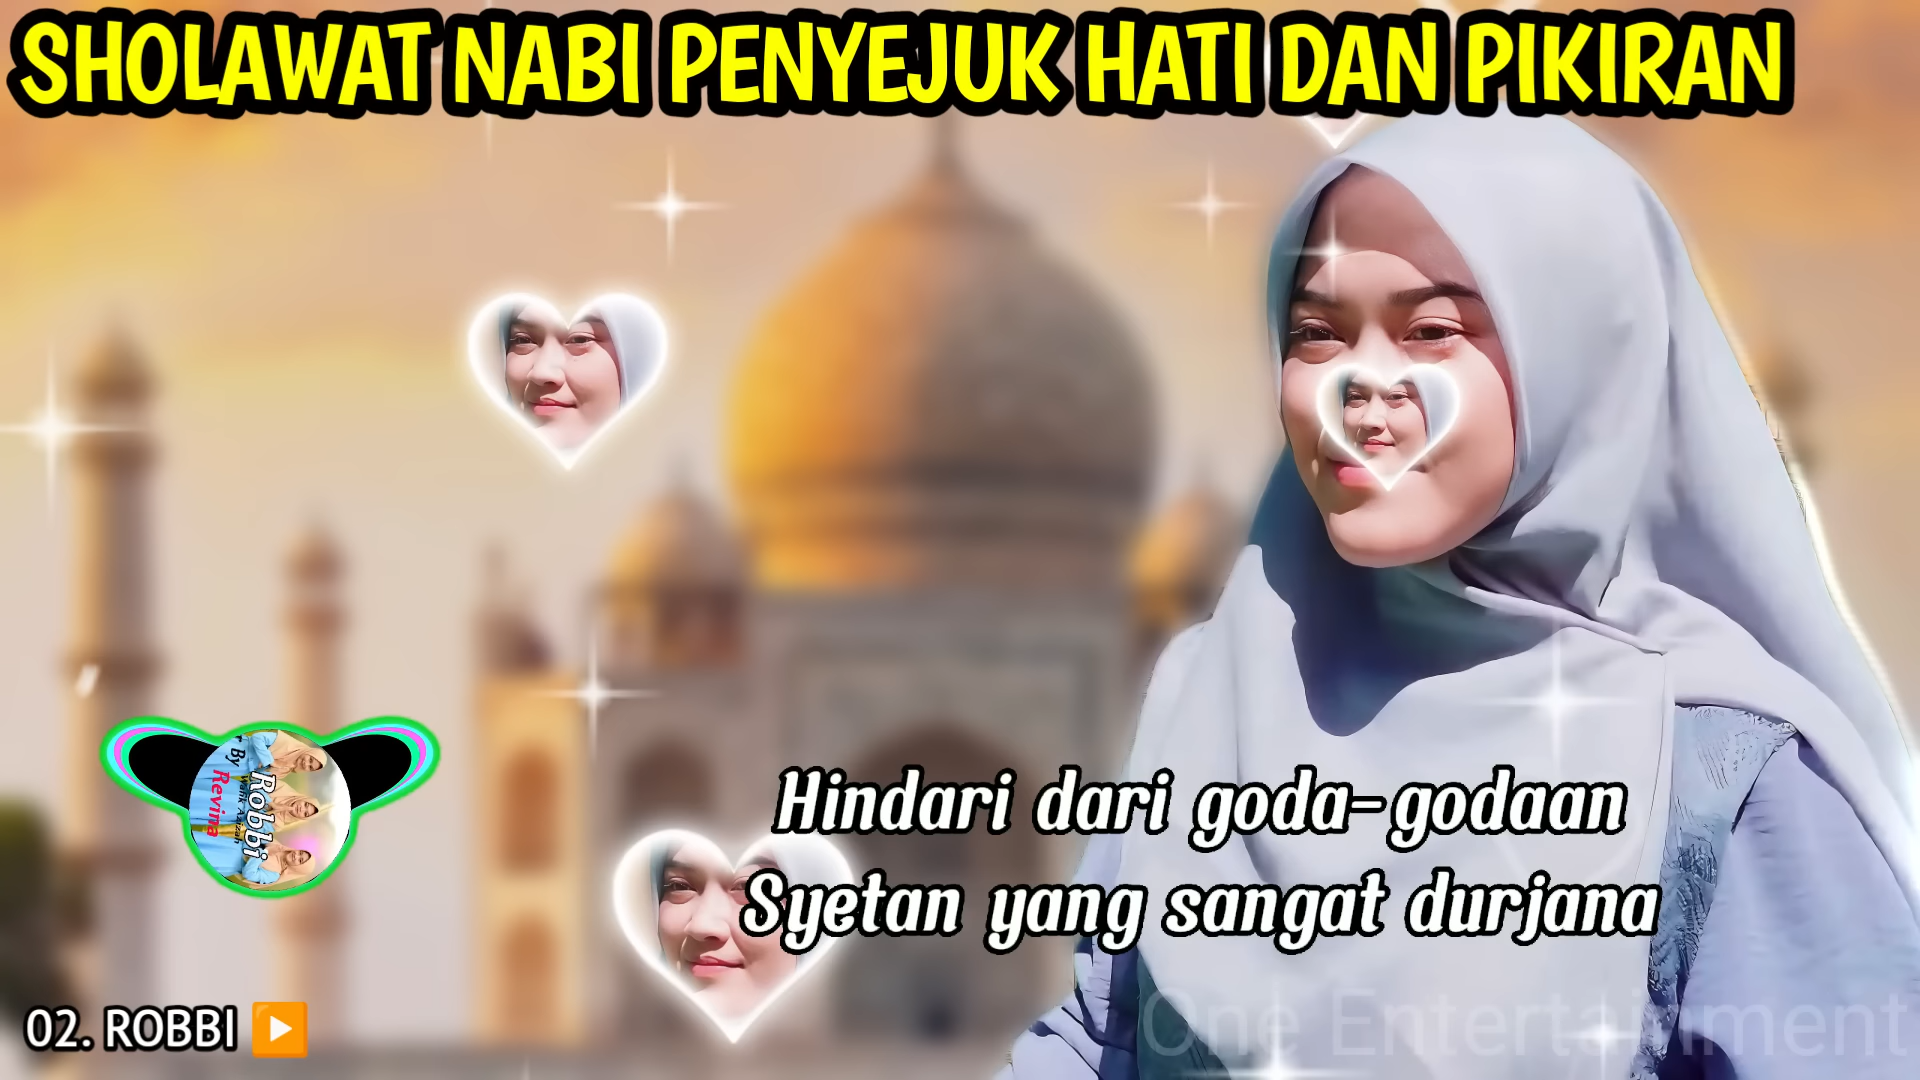 SHOLAWAT NABI PENYEJUK HATI DAN PIKIRAN
Hindari dari goda-godaan
Syetan yang sangat durjana
Robbi
By
Revina
02. ROBBI
One Entertainment